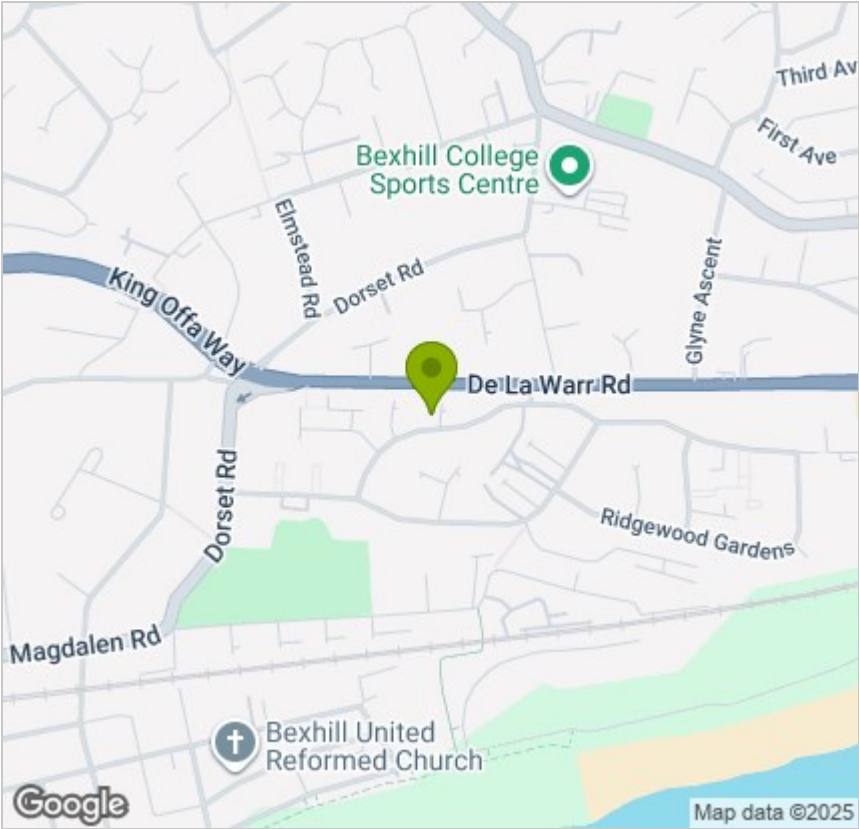 Third Av
First Ave
Bexhill College
Sports Centre
Elmstead Rd
Dorset Rd
Glyne Ascent
King Offa Way
De La Warr Rd
Dorset Rd
Ridgewood Gardens
Magdalen Rd
Bexhill United
Reformed Church
Google
Map data ©2025